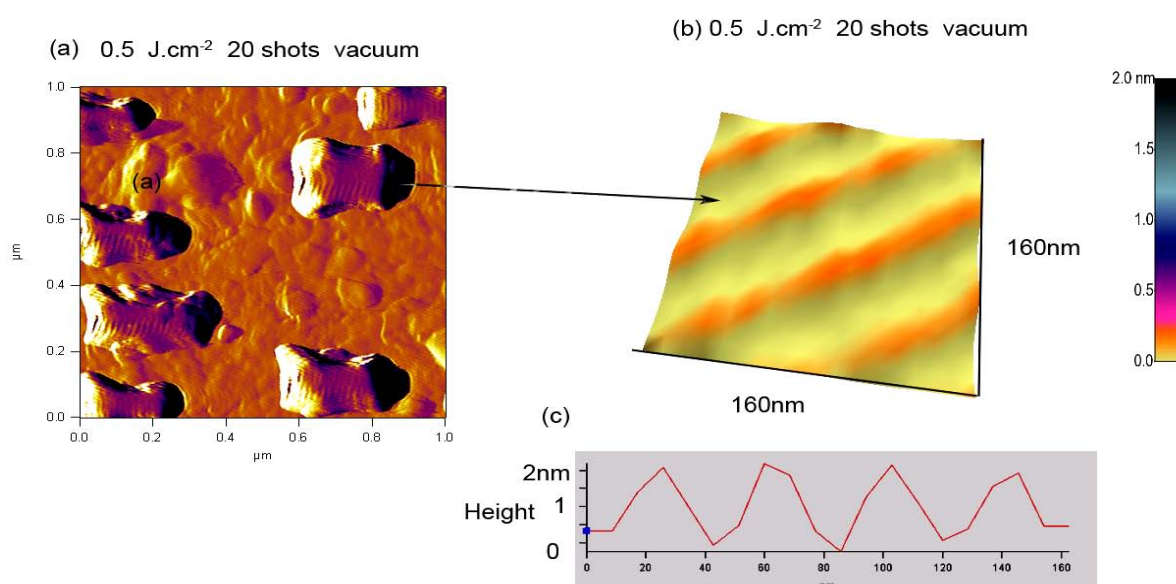 (a) 0.5 J.cm-2 20 shots vacuum
(b) 0.5 J.cm-2 20 shots vacuum
1.0
0.8
0.6
0.4
0.2
0.0
µm
(a)
0.0 0.2 0.4 0.6 0.8 1.0
µm
160nm
160nm
2.0 nm
1.5
1.0
0.5
0.0
(c)
2nm
Height 1
0
0 20 40 60 80 100 120 140 160